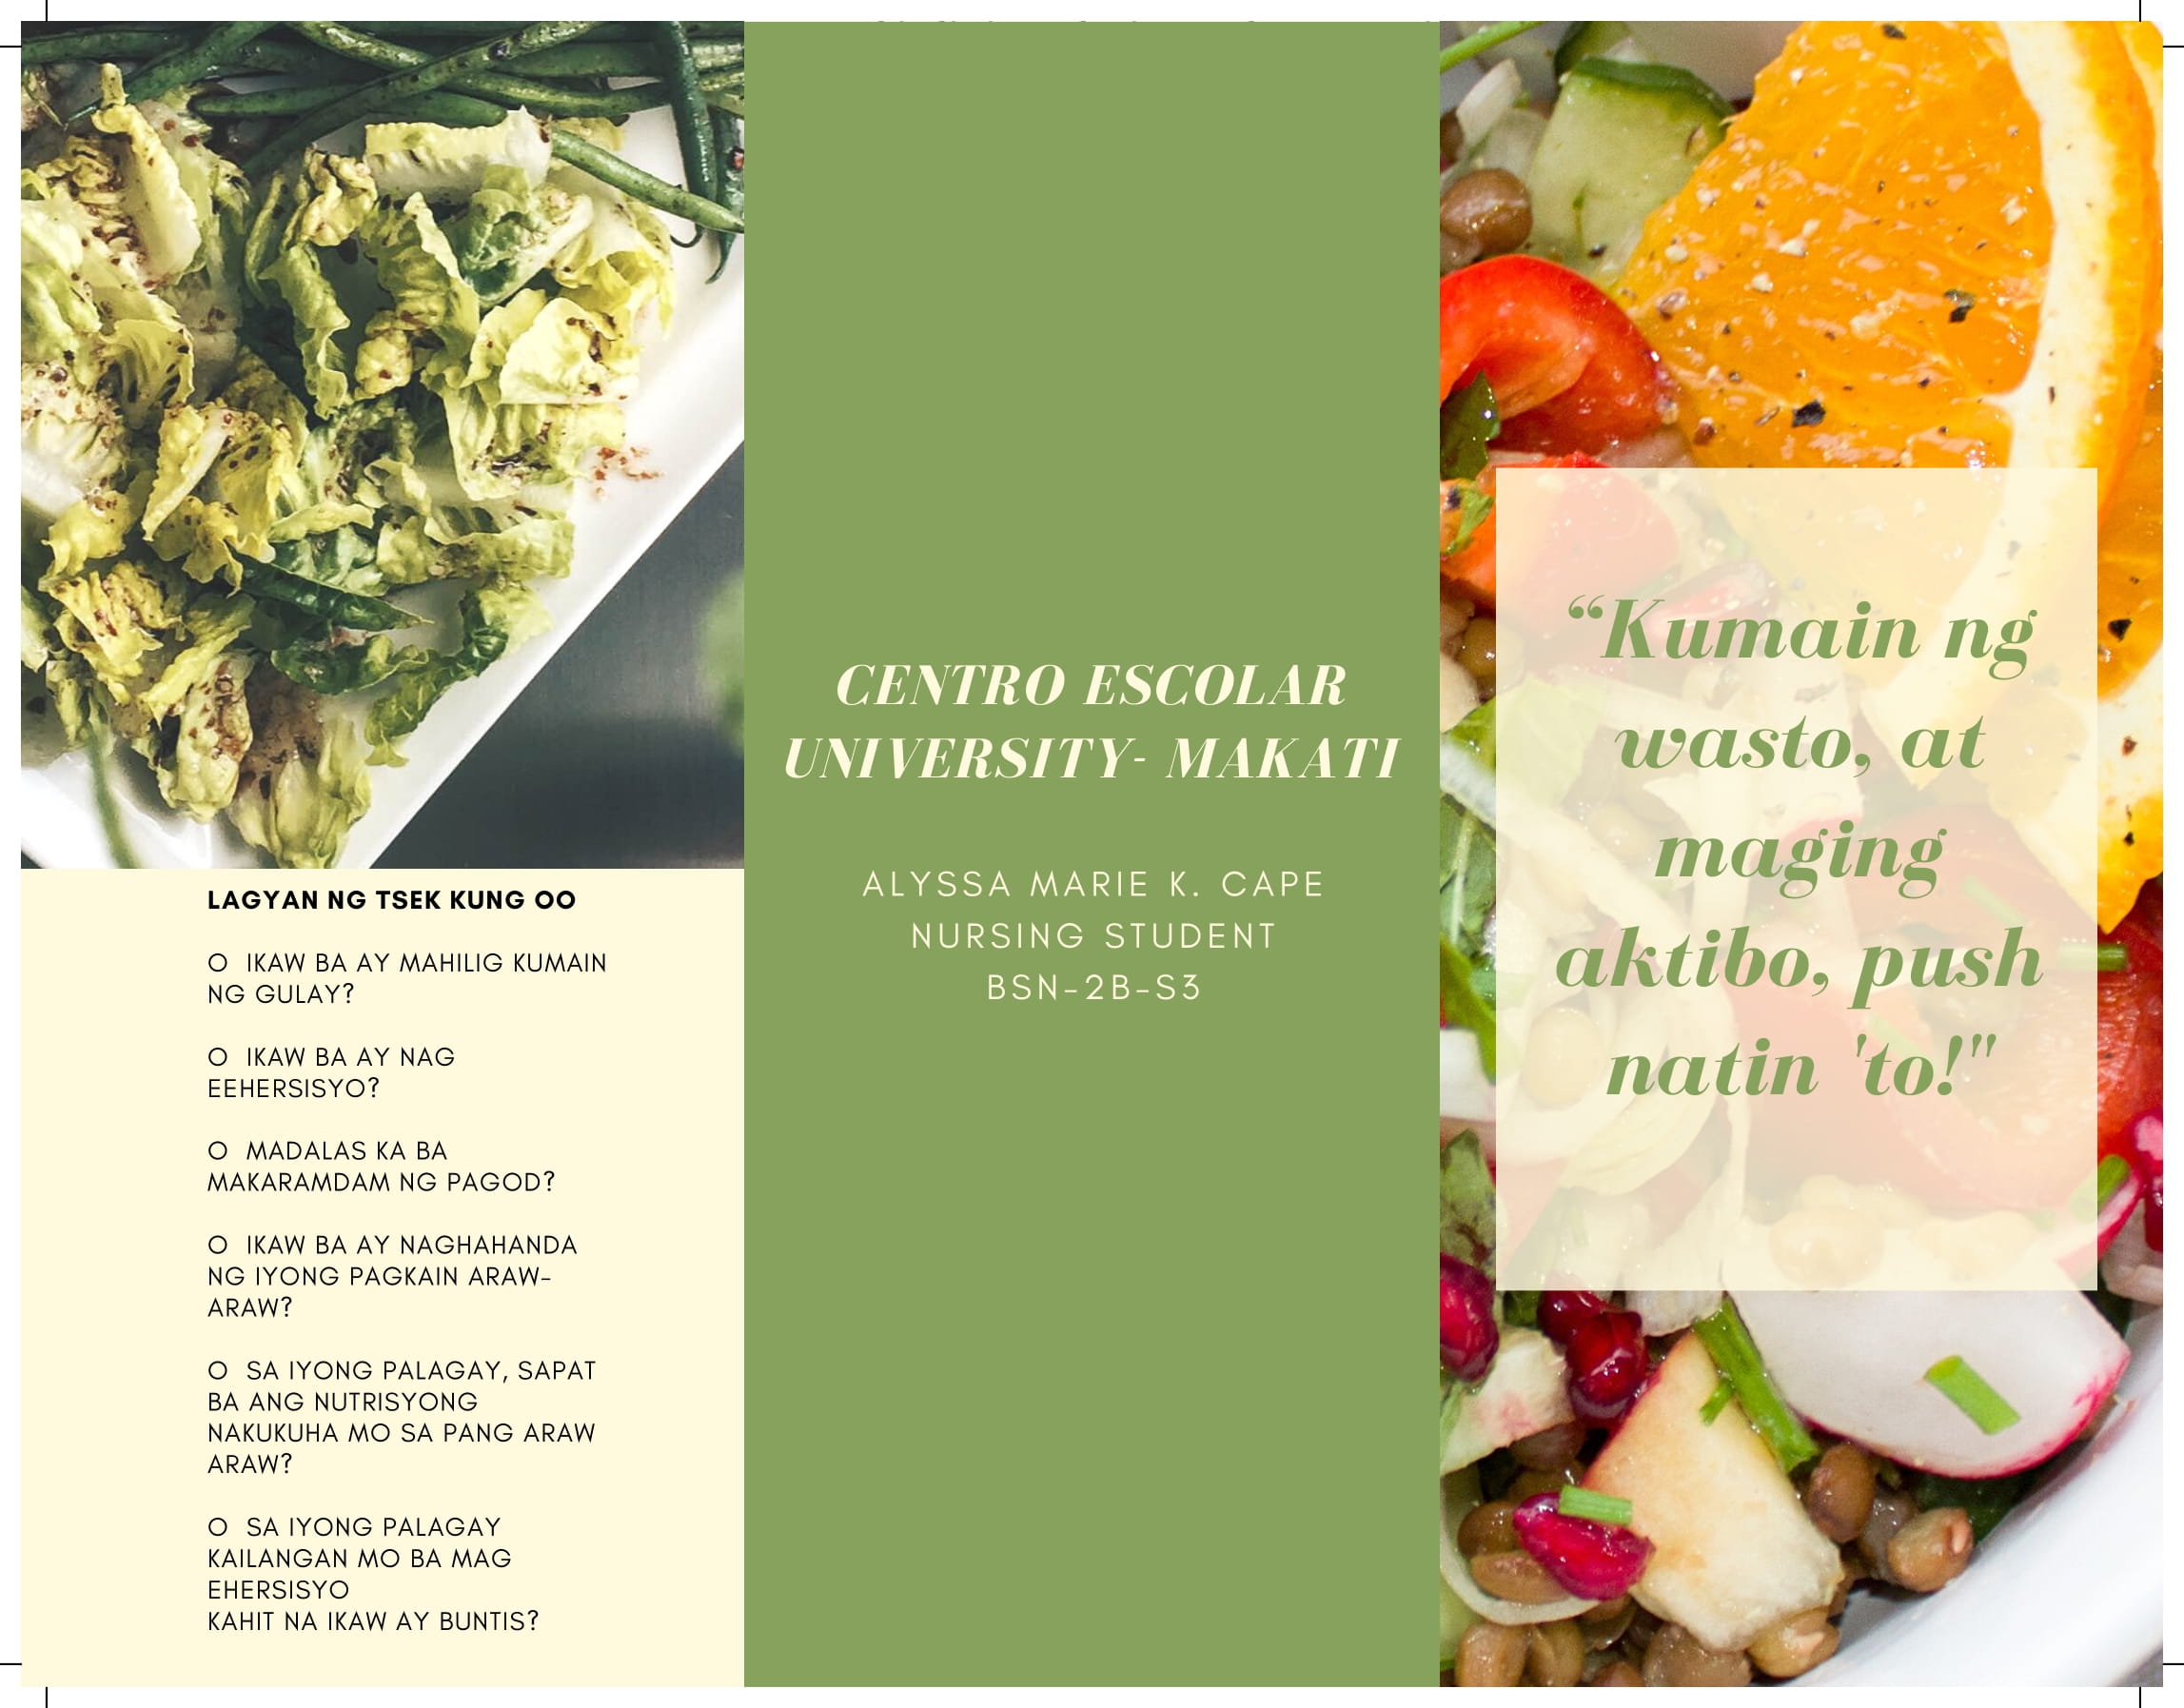 LAGYAN NG TSEK KUNG OO
O IKAW BA AY MAHILIG KUMAIN
NG GULAY?
O IKAW BA AY NAG
EEHERSISYO?
O MADALAS KA BA
MAKARAMDAM NG PAGOD?
O IKAW BA AY NAGHAHANDA
NG IYONG PAGKAIN ARAW-
ARAW?
O SA IYONG PALAGAY, SAPAT
BA ANG NUTRISYONG
NAKUKUHA MO SA PANG ARAW
ARAW?
O SA IYONG PALAGAY
KAILANGAN MO BA MAG
EHERSISYO
KAHIT NA IKAW AY BUNTIS?
CENTRO ESCOLAR
UNIVERSITY- MAKATI
ALYSSA MARIE K. CAPE
NURSING STUDENT
BSN-2B-S3
“Kumain ng
wasto, at
maging
aktibo, push
natin 'to!"